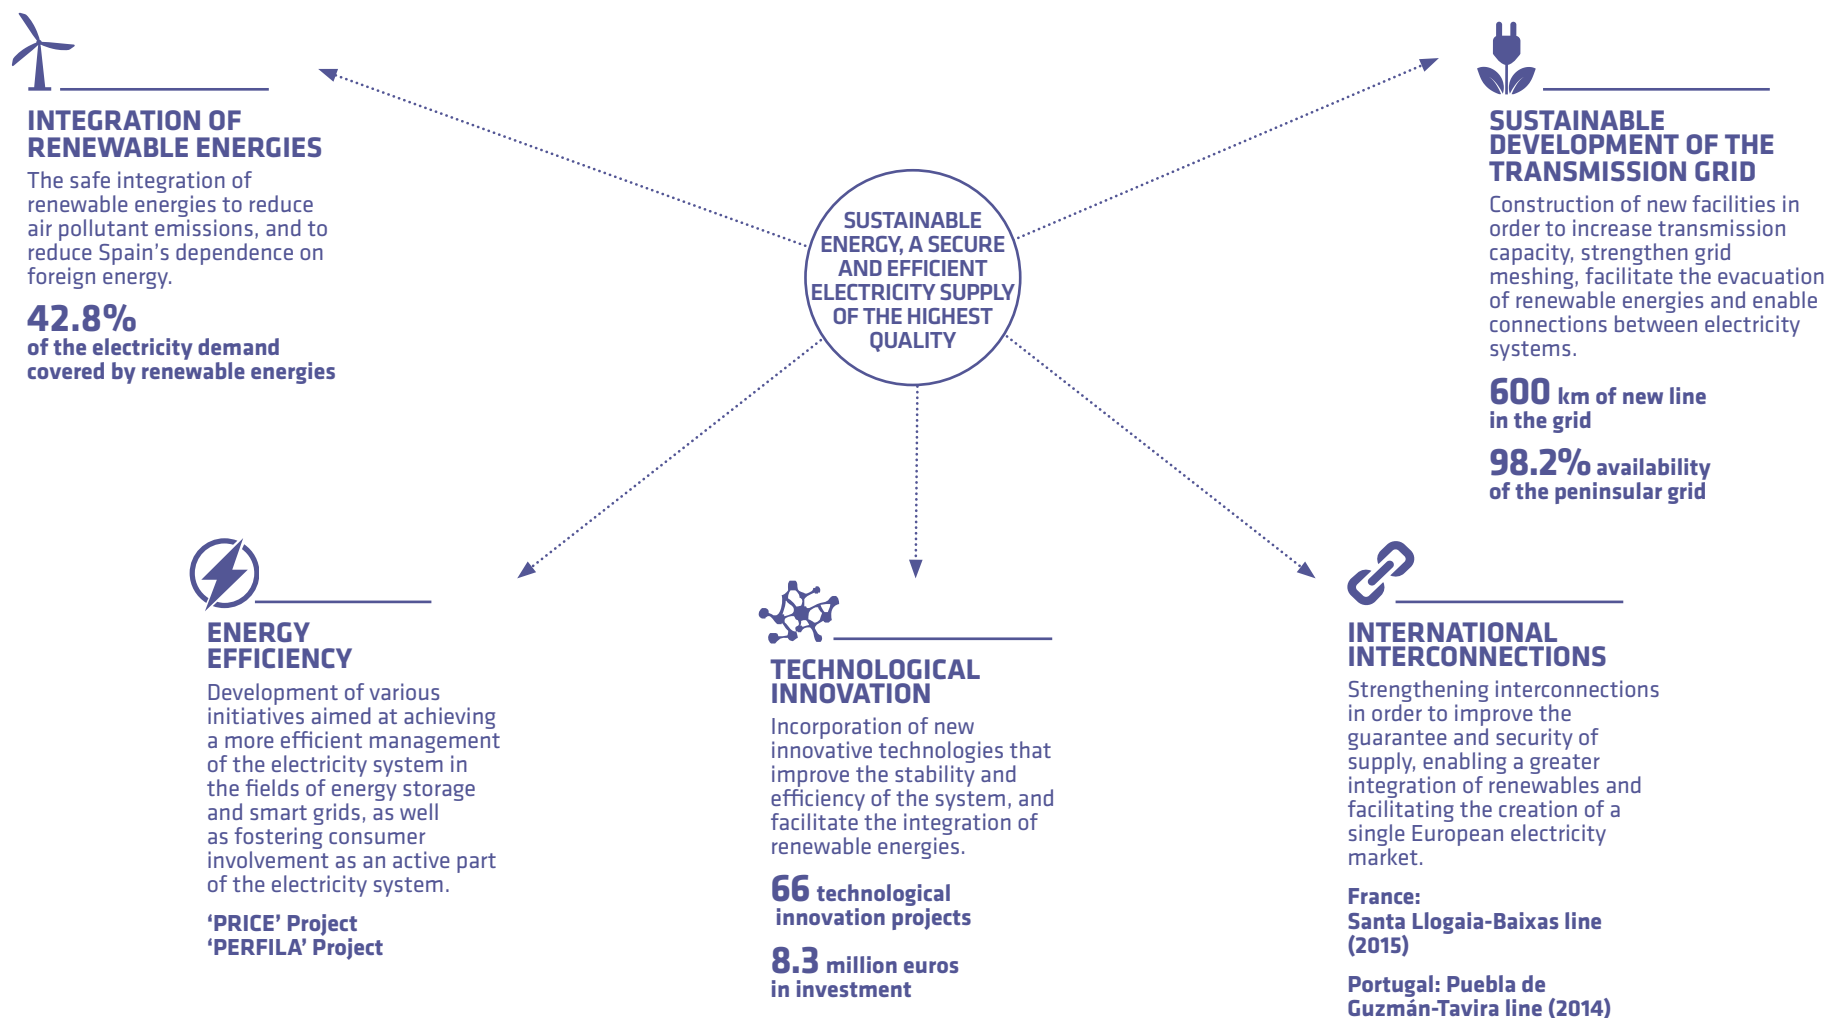 INTEGRATION OF
RENEWABLE ENERGIES
The safe integration of
renewable energies to reduce
air pollutant emissions, and to
reduce Spain's dependence on
foreign energy.
42.8%
of the electricity demand
covered by renewable energies
SUSTAINABLE
ENERGY, A SECURE
AND EFFICIENT
ELECTRICITY SUPPLY
OF THE HIGHEST
QUALITY
SUSTAINABLE
DEVELOPMENT OF THE
TRANSMISSION GRID
Construction of new facilities in
order to increase transmission
capacity, strengthen grid
meshing, facilitate the evacuation
of renewable energies and enable
connections between electricity
systems.
600 km of new line
in the grid
98.2% availability
of the peninsular grid
ENERGY
EFFICIENCY
Development of various
initiatives aimed at achieving
a more efficient management
of the electricity system in
the fields of energy storage
and smart grids, as well
as fostering consumer
involvement as an active part
of the electricity system.
‘PRICE’ Project
‘PERFILA’ Project
TECHNOLOGICAL
INNOVATION
Incorporation of new
innovative technologies that
improve the stability and
efficiency of the system, and
facilitate the integration of
renewable energies.
66 technological
innovation projects
8.3 million euros
in investment
INTERNATIONAL
INTERCONNECTIONS
Strengthening interconnections
in order to improve the
guarantee and security of
supply, enabling a greater
integration of renewables and
facilitating the creation of a
single European electricity
market.
France:
Santa Llogaia-Baixas line
(2015)
Portugal: Puebla de
Guzmán-Tavira line (2014)